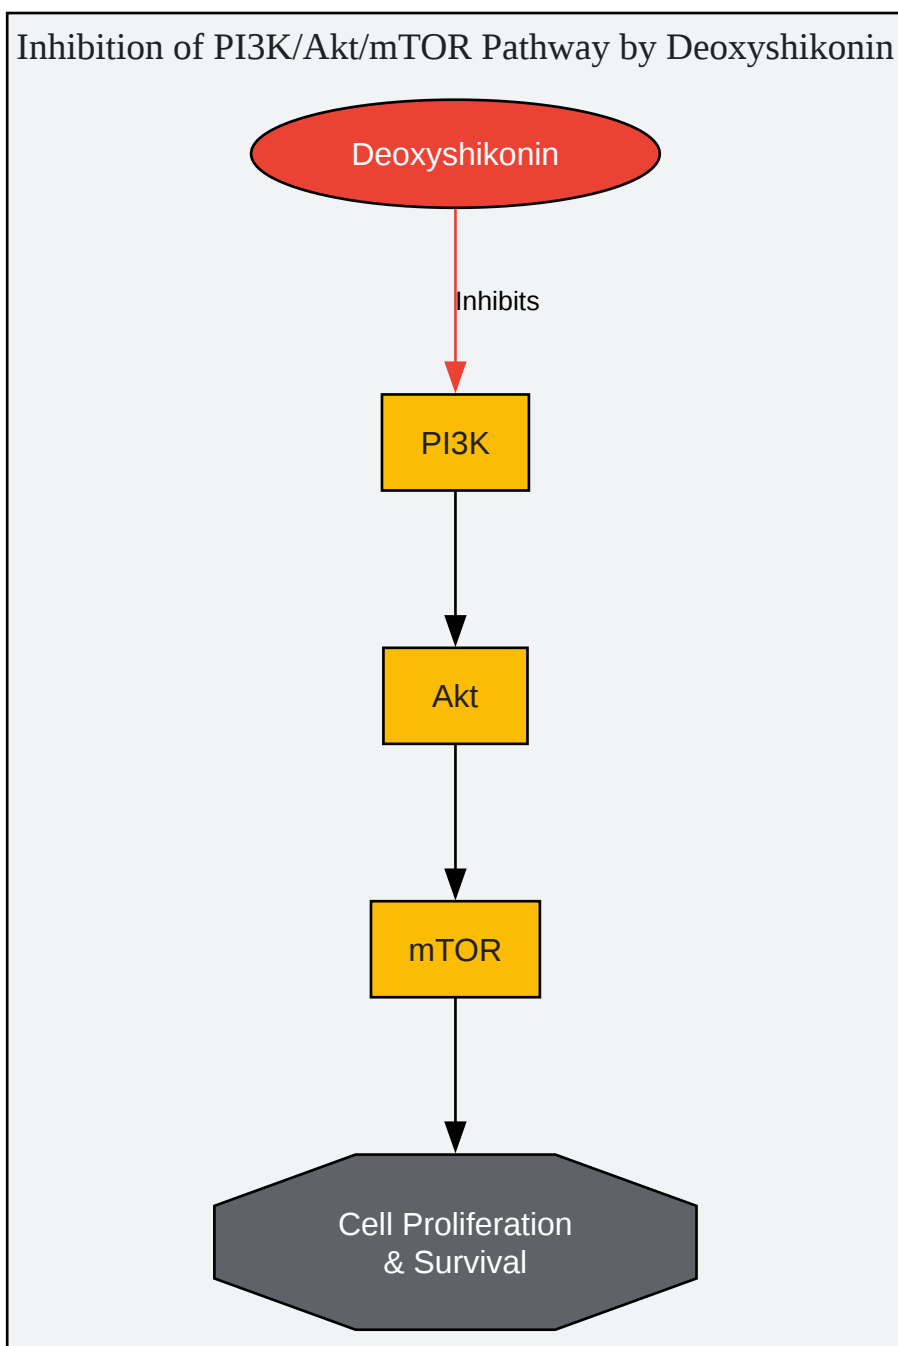 Inhibition of PI3K/Akt/mTOR Pathway by Deoxyshikonin
Deoxyshikonin
Inhibits
PI3K
Akt
mTOR
Cell Proliferation
& Survival